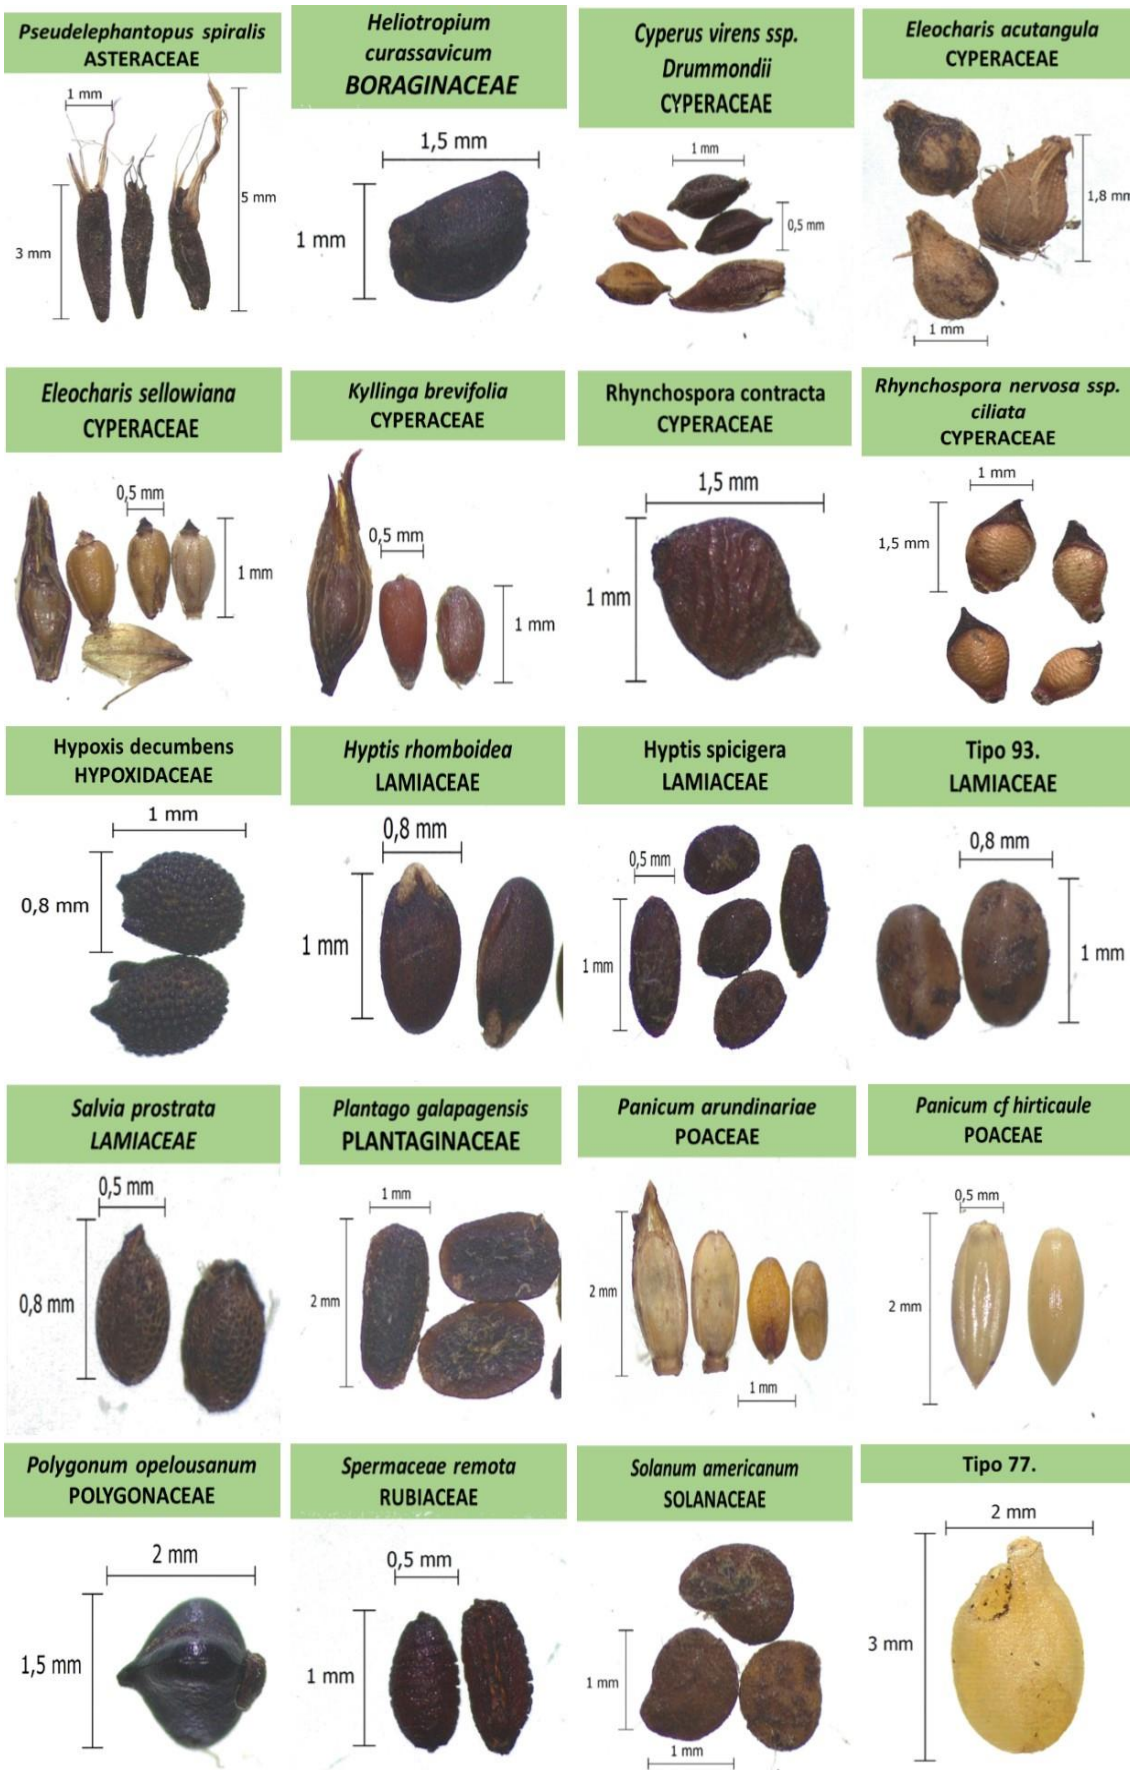 Pseudelephantopus spiralis
ASTERACEAE
1 mm
5 mm
3 mm
Heliotropium
curassavicum
BORAGINACEAE
1,5 mm
1 mm
Cyperus virens ssp.
Drummondii
CYPERACEAE
1 mm
0,5 mm
Eleocharis acutangula
CYPERACEAE
1,8 mm
1 mm
Eleocharis sellowiana
CYPERACEAE
0,5 mm
1 mm
Kyllinga brevifolia
CYPERACEAE
0,5 mm
1 mm
Rhynchospora contracta
CYPERACEAE
1,5 mm
1 mm
Rhynchospora nervosa ssp.
ciliata
CYPERACEAE
1 mm
1,5 mm
Hypoxis decumbens
HYPOXIDACEAE
1 mm
0,8 mm
Hyptis rhomboidea
LAMIACEAE
0,8 mm
1 mm
Hyptis spicigera
LAMIACEAE
0,5 mm
1 mm
Tipo 93.
LAMIACEAE
0,8 mm
1 mm
Salvia prostrata
LAMIACEAE
0,5 mm
0,8 mm
Plantago galapagensis
PLANTAGINACEAE
1 mm
2 mm
Panicum arundinariae
POACEAE
2 mm
1 mm
Panicum cf hirticaule
POACEAE
0,5 mm
2 mm
Polygonum opelousanum
POLYGONACEAE
2 mm
1,5 mm
Spermaceae remota
RUBIACEAE
0,5 mm
1 mm
Solanum americanum
SOLANACEAE
1 mm
1 mm
Tipo 77.
2 mm
3 mm